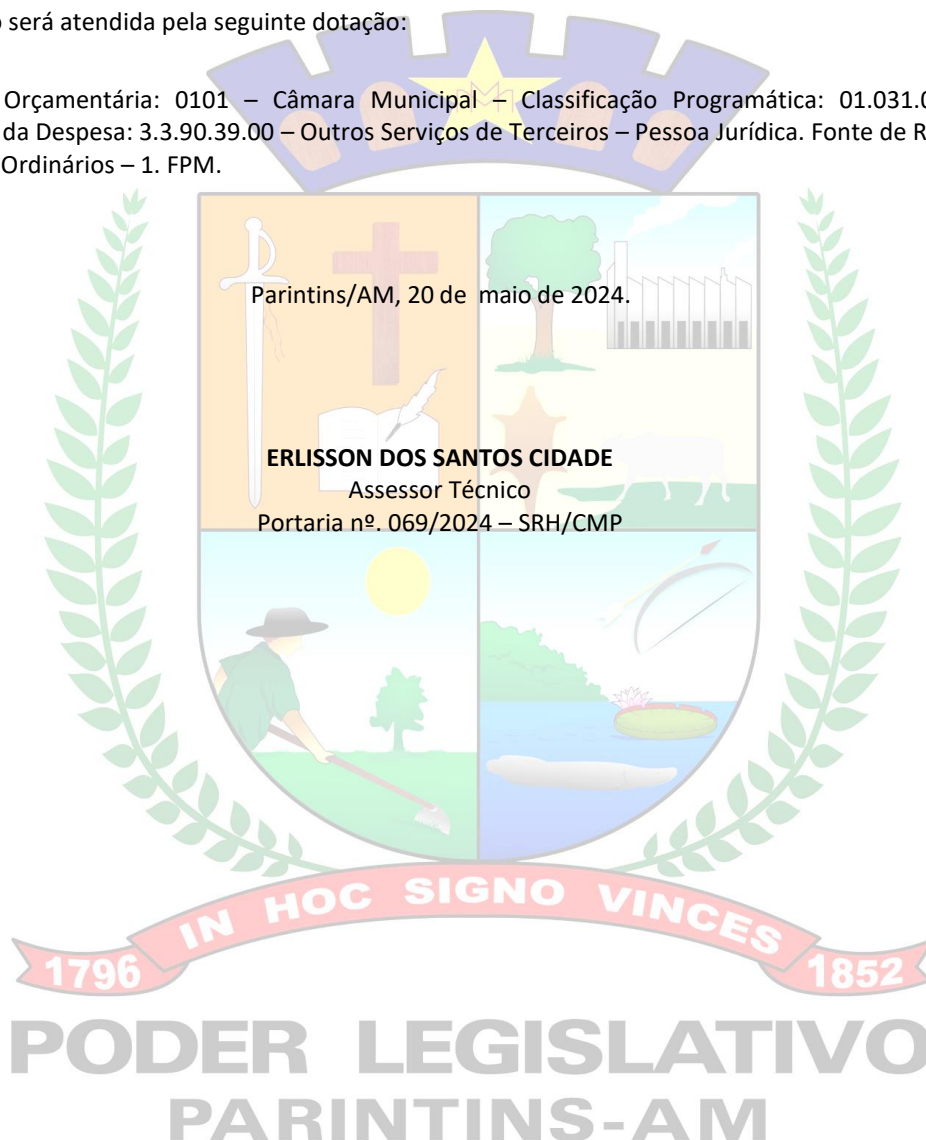 o será atendida pela seguinte dotação:
Orçamentária: 0101 – Câmara Municipal – Classificação Programática: 01.031.0
da Despesa: 3.3.90.39.00 – Outros Serviços de Terceiros – Pessoa Jurídica. Fonte de R
Ordinários – 1. FPM.
Parintins/AM, 20 de maio de 2024.
ERLISSON DOS SANTOS CIDADE
Assessor Técnico
Portaria nº. 069/2024 – SRH/CMP
IN HOC SIGNO VINCES
1796 1852
PODER LEGISLATIVO
PARINTINS-AM